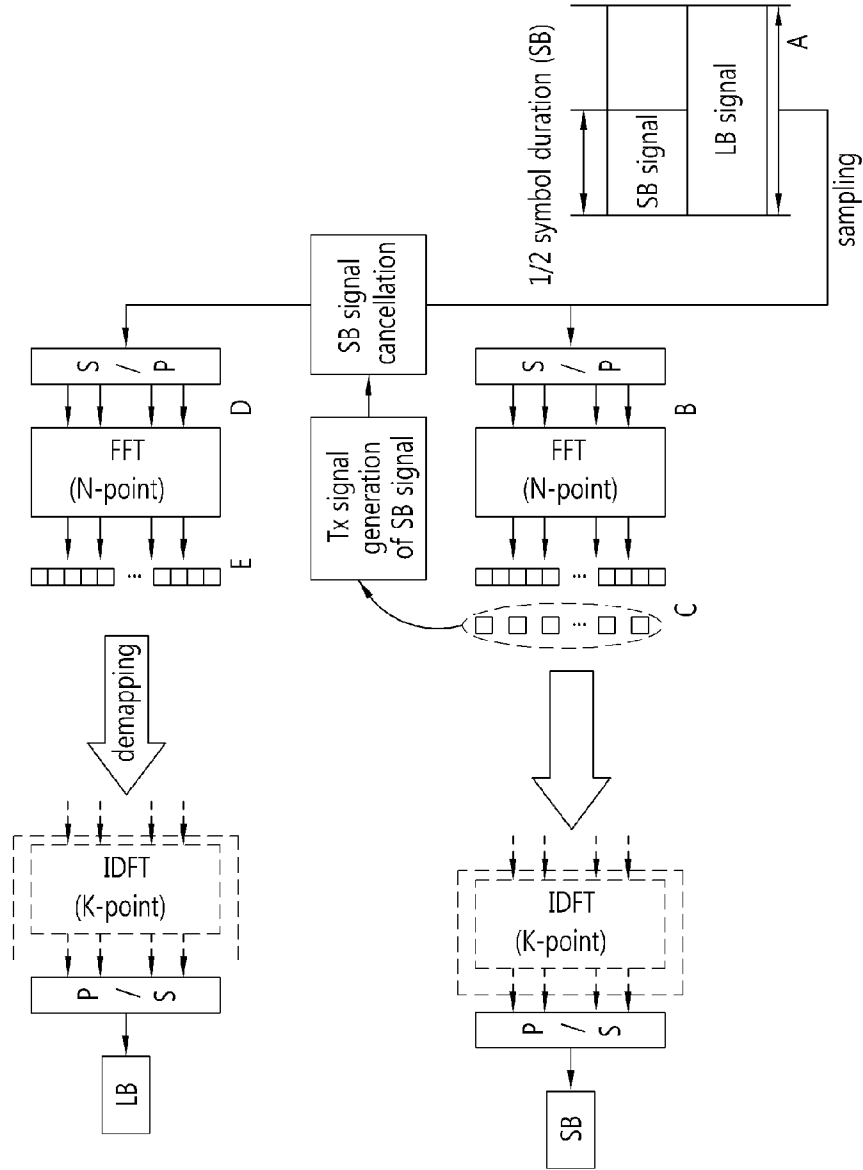 1/2 symbol duration (SB)
SB signal
LB signal
A
sampling
S / P
D
FFT
(N-point)
E
demapping
IDFT
(K-point)
P / S
LB
SB signal
cancellation
Tx signal
generation
of SB signal
S / P
B
FFT
(N-point)
...
...
...
C
IDFT
(K-point)
P / S
SB